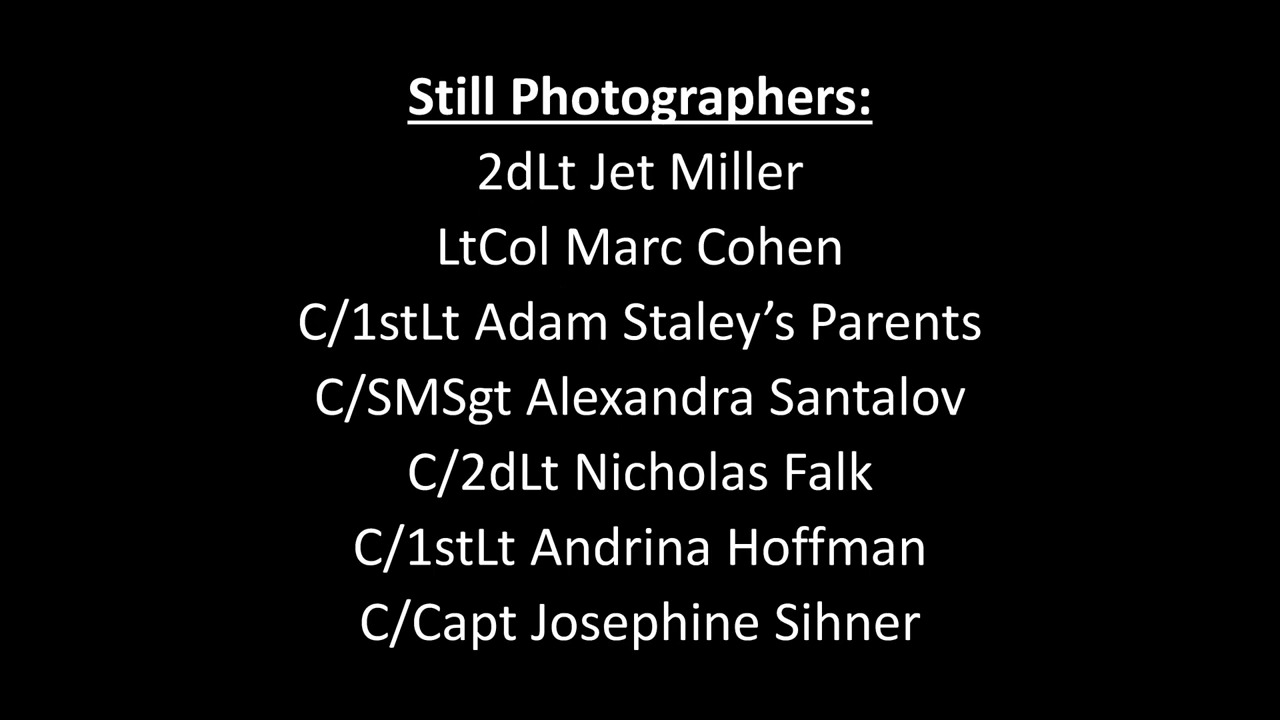 Still Photographers:
2dLt Jet Miller
LtCol Marc Cohen
C/1stLt Adam Staley’s Parents
C/SMSgt Alexandra Santalov
C/2dLt Nicholas Falk
C/1stLt Andrina Hoffman
C/Capt Josephine Sihner